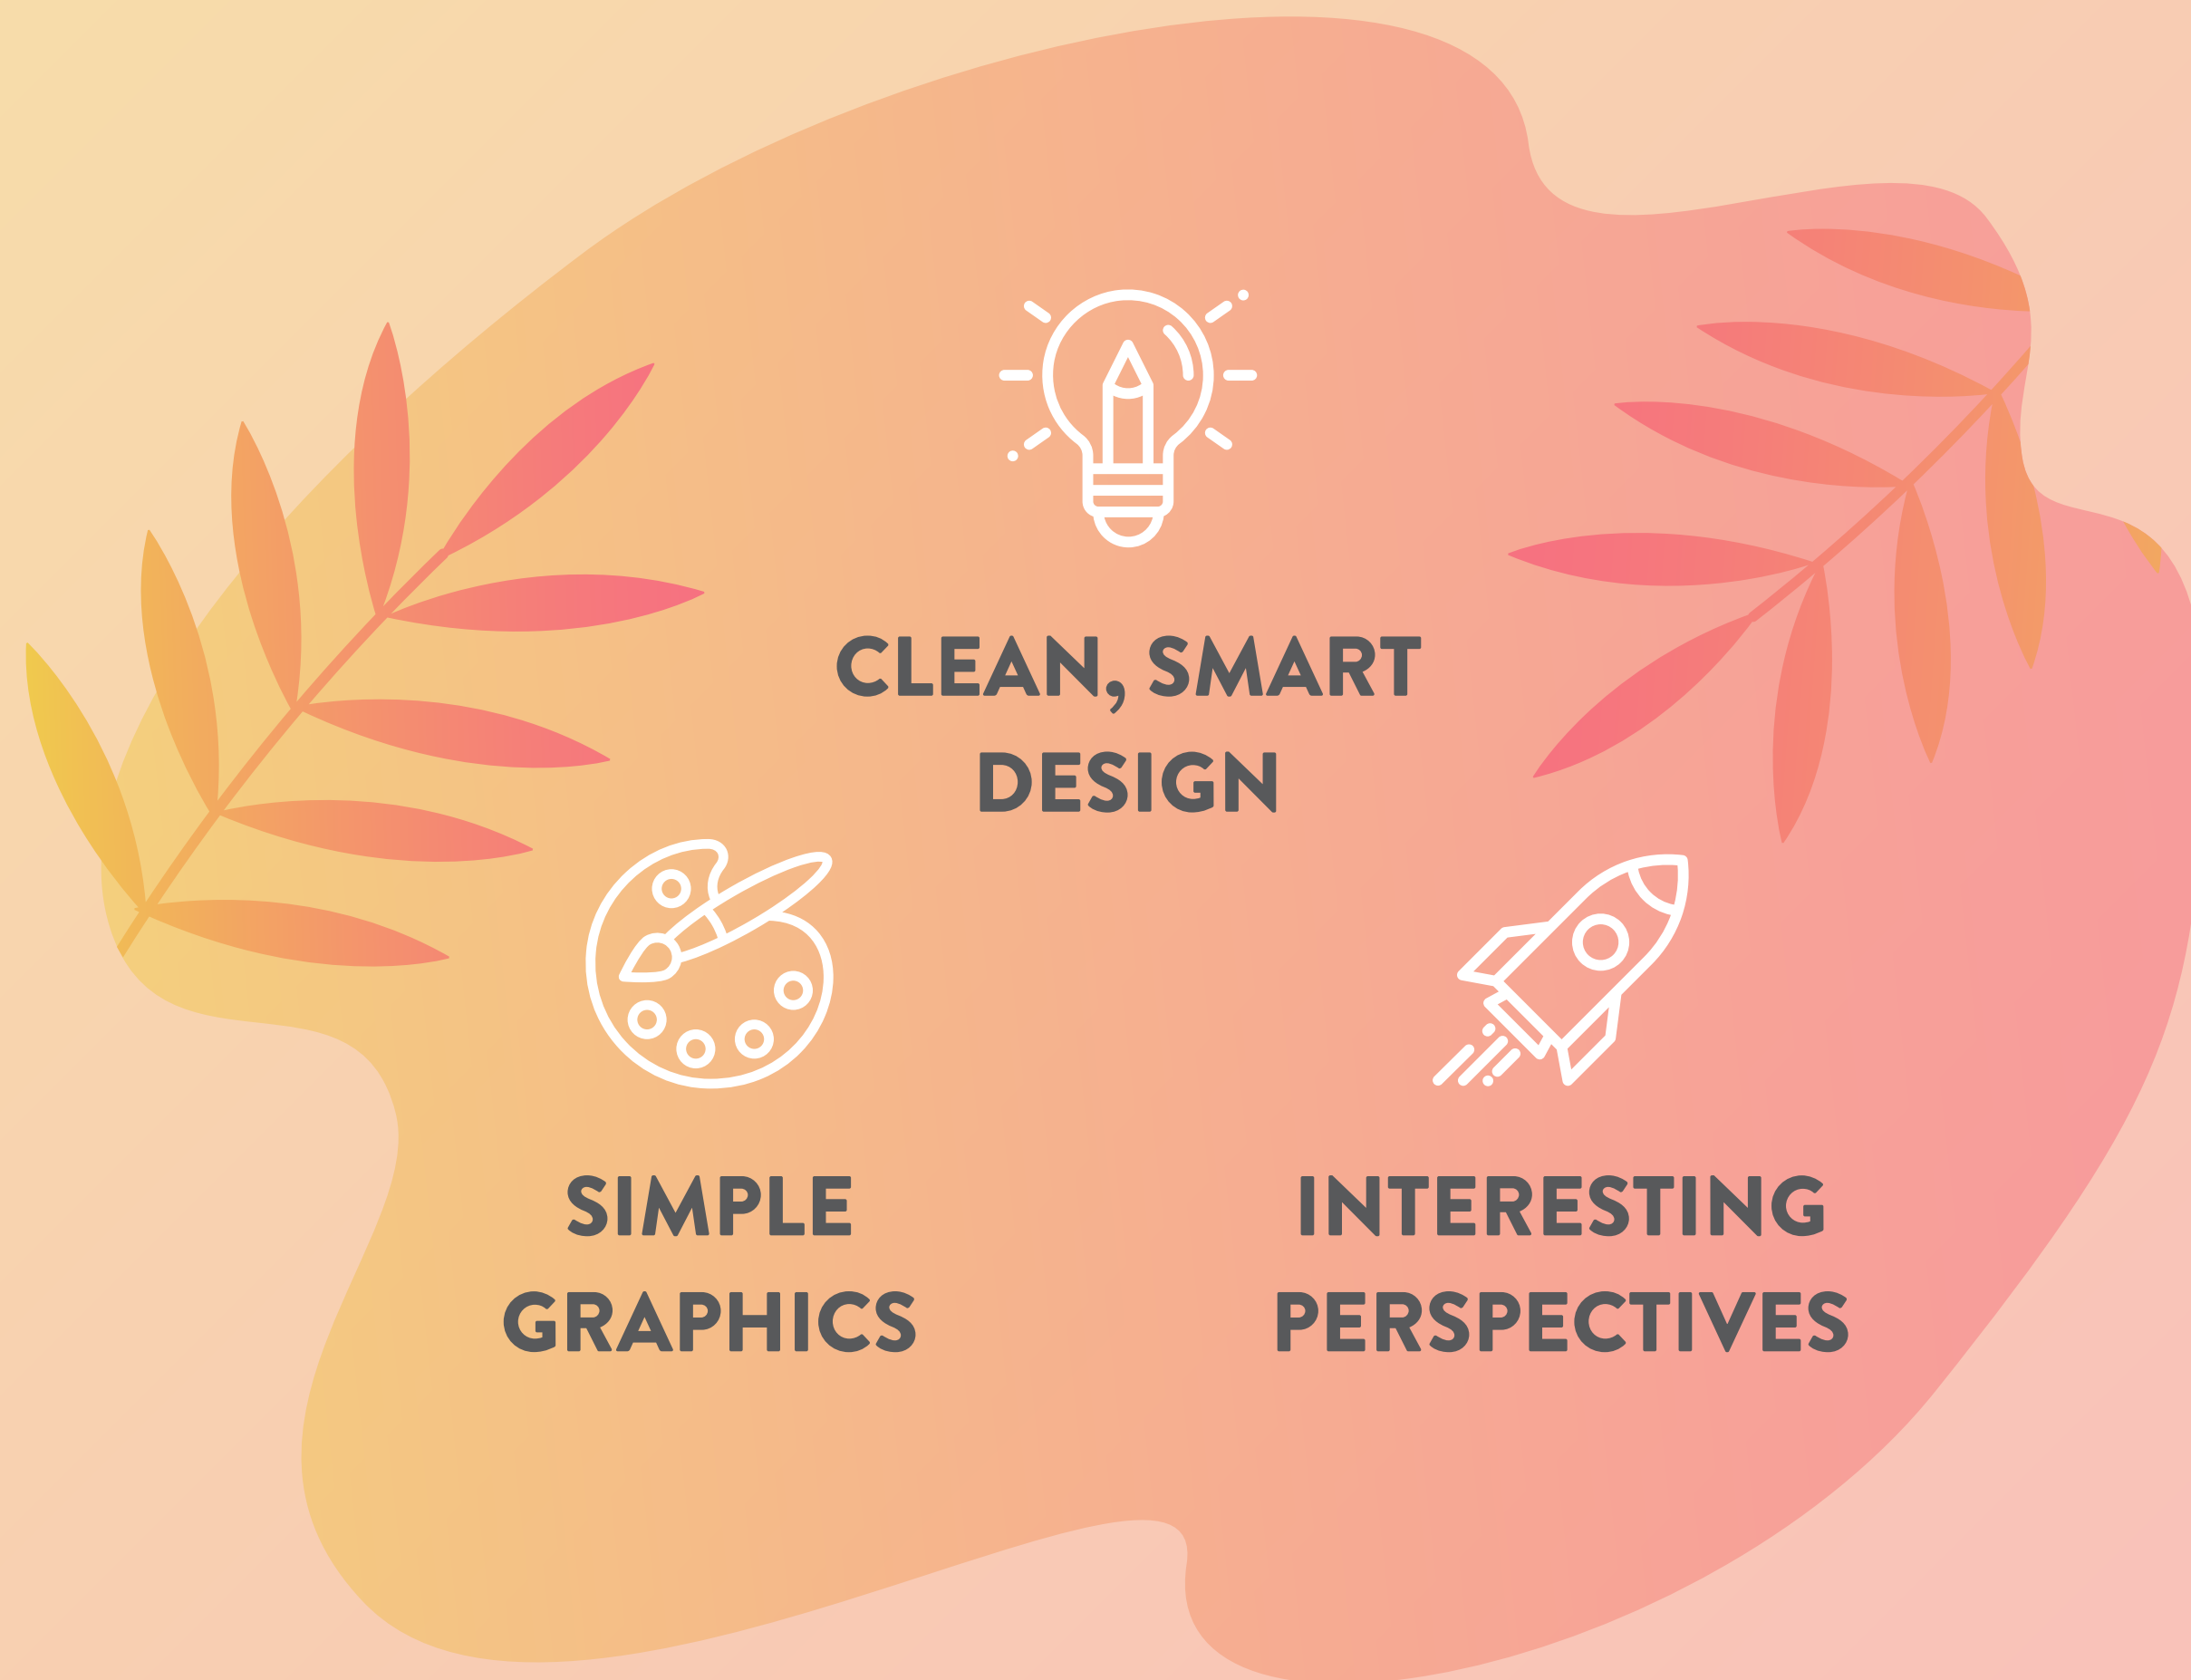 CLEAN, SMART
DESIGN
SIMPLE
GRAPHICS
INTERESTING
PERSPECTIVES